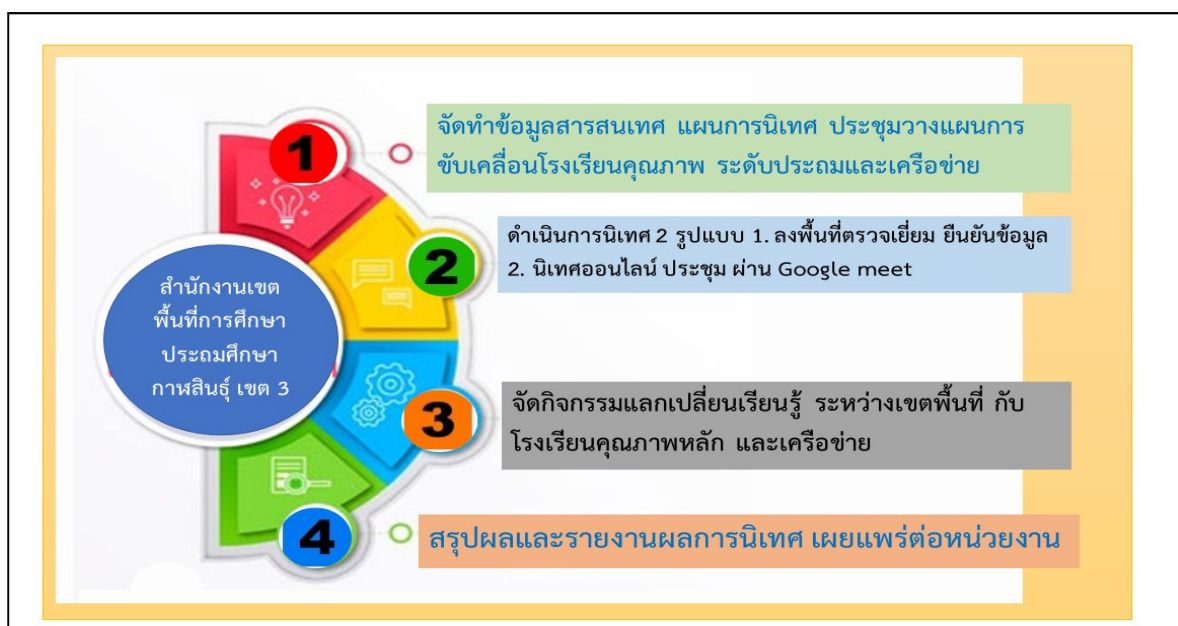 1
จัดทำข้อมูลสารสนเทศ แผนการนิเทศ ประชุมวางแผนการ
ขับเคลื่อนโรงเรียนคุณภาพ ระดับประถมและเครือข่าย
2
ดำเนินการนิเทศ 2 รูปแบบ 1. ลงพื้นที่ตรวจเยี่ยม ยืนยันข้อมูล
2. นิเทศออนไลน์ ประชุม ผ่าน Google meet
สำนักงานเขต
พื้นที่การศึกษา
ประถมศึกษา
กาฬสินธุ์ เขต 3
3
จัดกิจกรรมแลกเปลี่ยนเรียนรู้ ระหว่างเขตพื้นที่ กับ
โรงเรียนคุณภาพหลัก และเครือข่าย
4
สรุปผลและรายงานผลการนิเทศ เผยแพร่ต่อหน่วยงาน